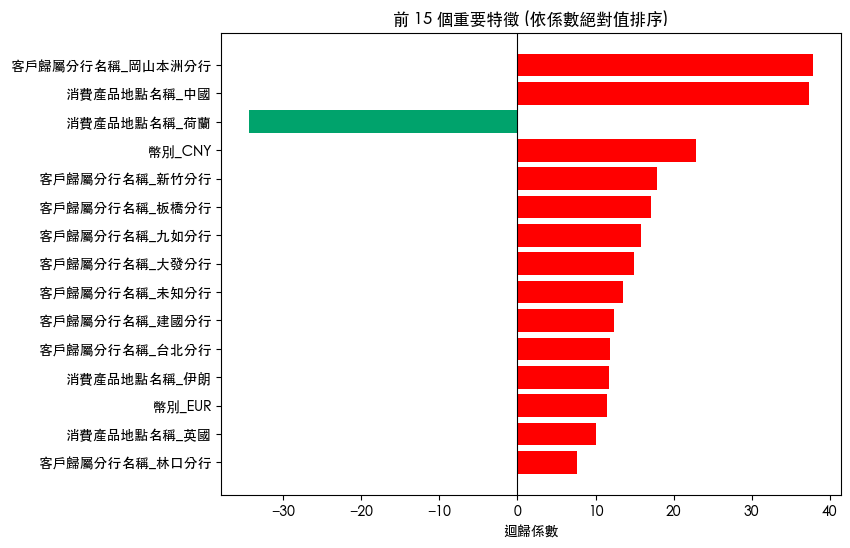 前 15 個重要特徵 (依係數絕對值排序)
客戶歸屬分行名稱_岡山本洲分行
消費產品地點名稱_中國
消費產品地點名稱_荷蘭
幣別_CNY
客戶歸屬分行名稱_新竹分行
客戶歸屬分行名稱_板橋分行
客戶歸屬分行名稱_九如分行
客戶歸屬分行名稱_大發分行
客戶歸屬分行名稱_未知分行
客戶歸屬分行名稱_建國分行
客戶歸屬分行名稱_台北分行
消費產品地點名稱_伊朗
幣別_EUR
消費產品地點名稱_英國
客戶歸屬分行名稱_林口分行
−30 −20 −10 0 10 20 30 40
迴歸係數